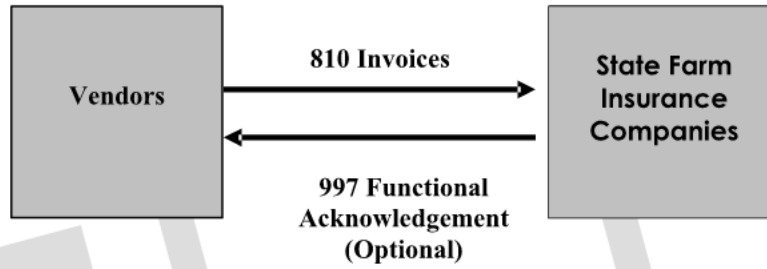 810 Invoices
Vendors
State Farm
Insurance
Companies
997 Functional
Acknowledgement
(Optional)